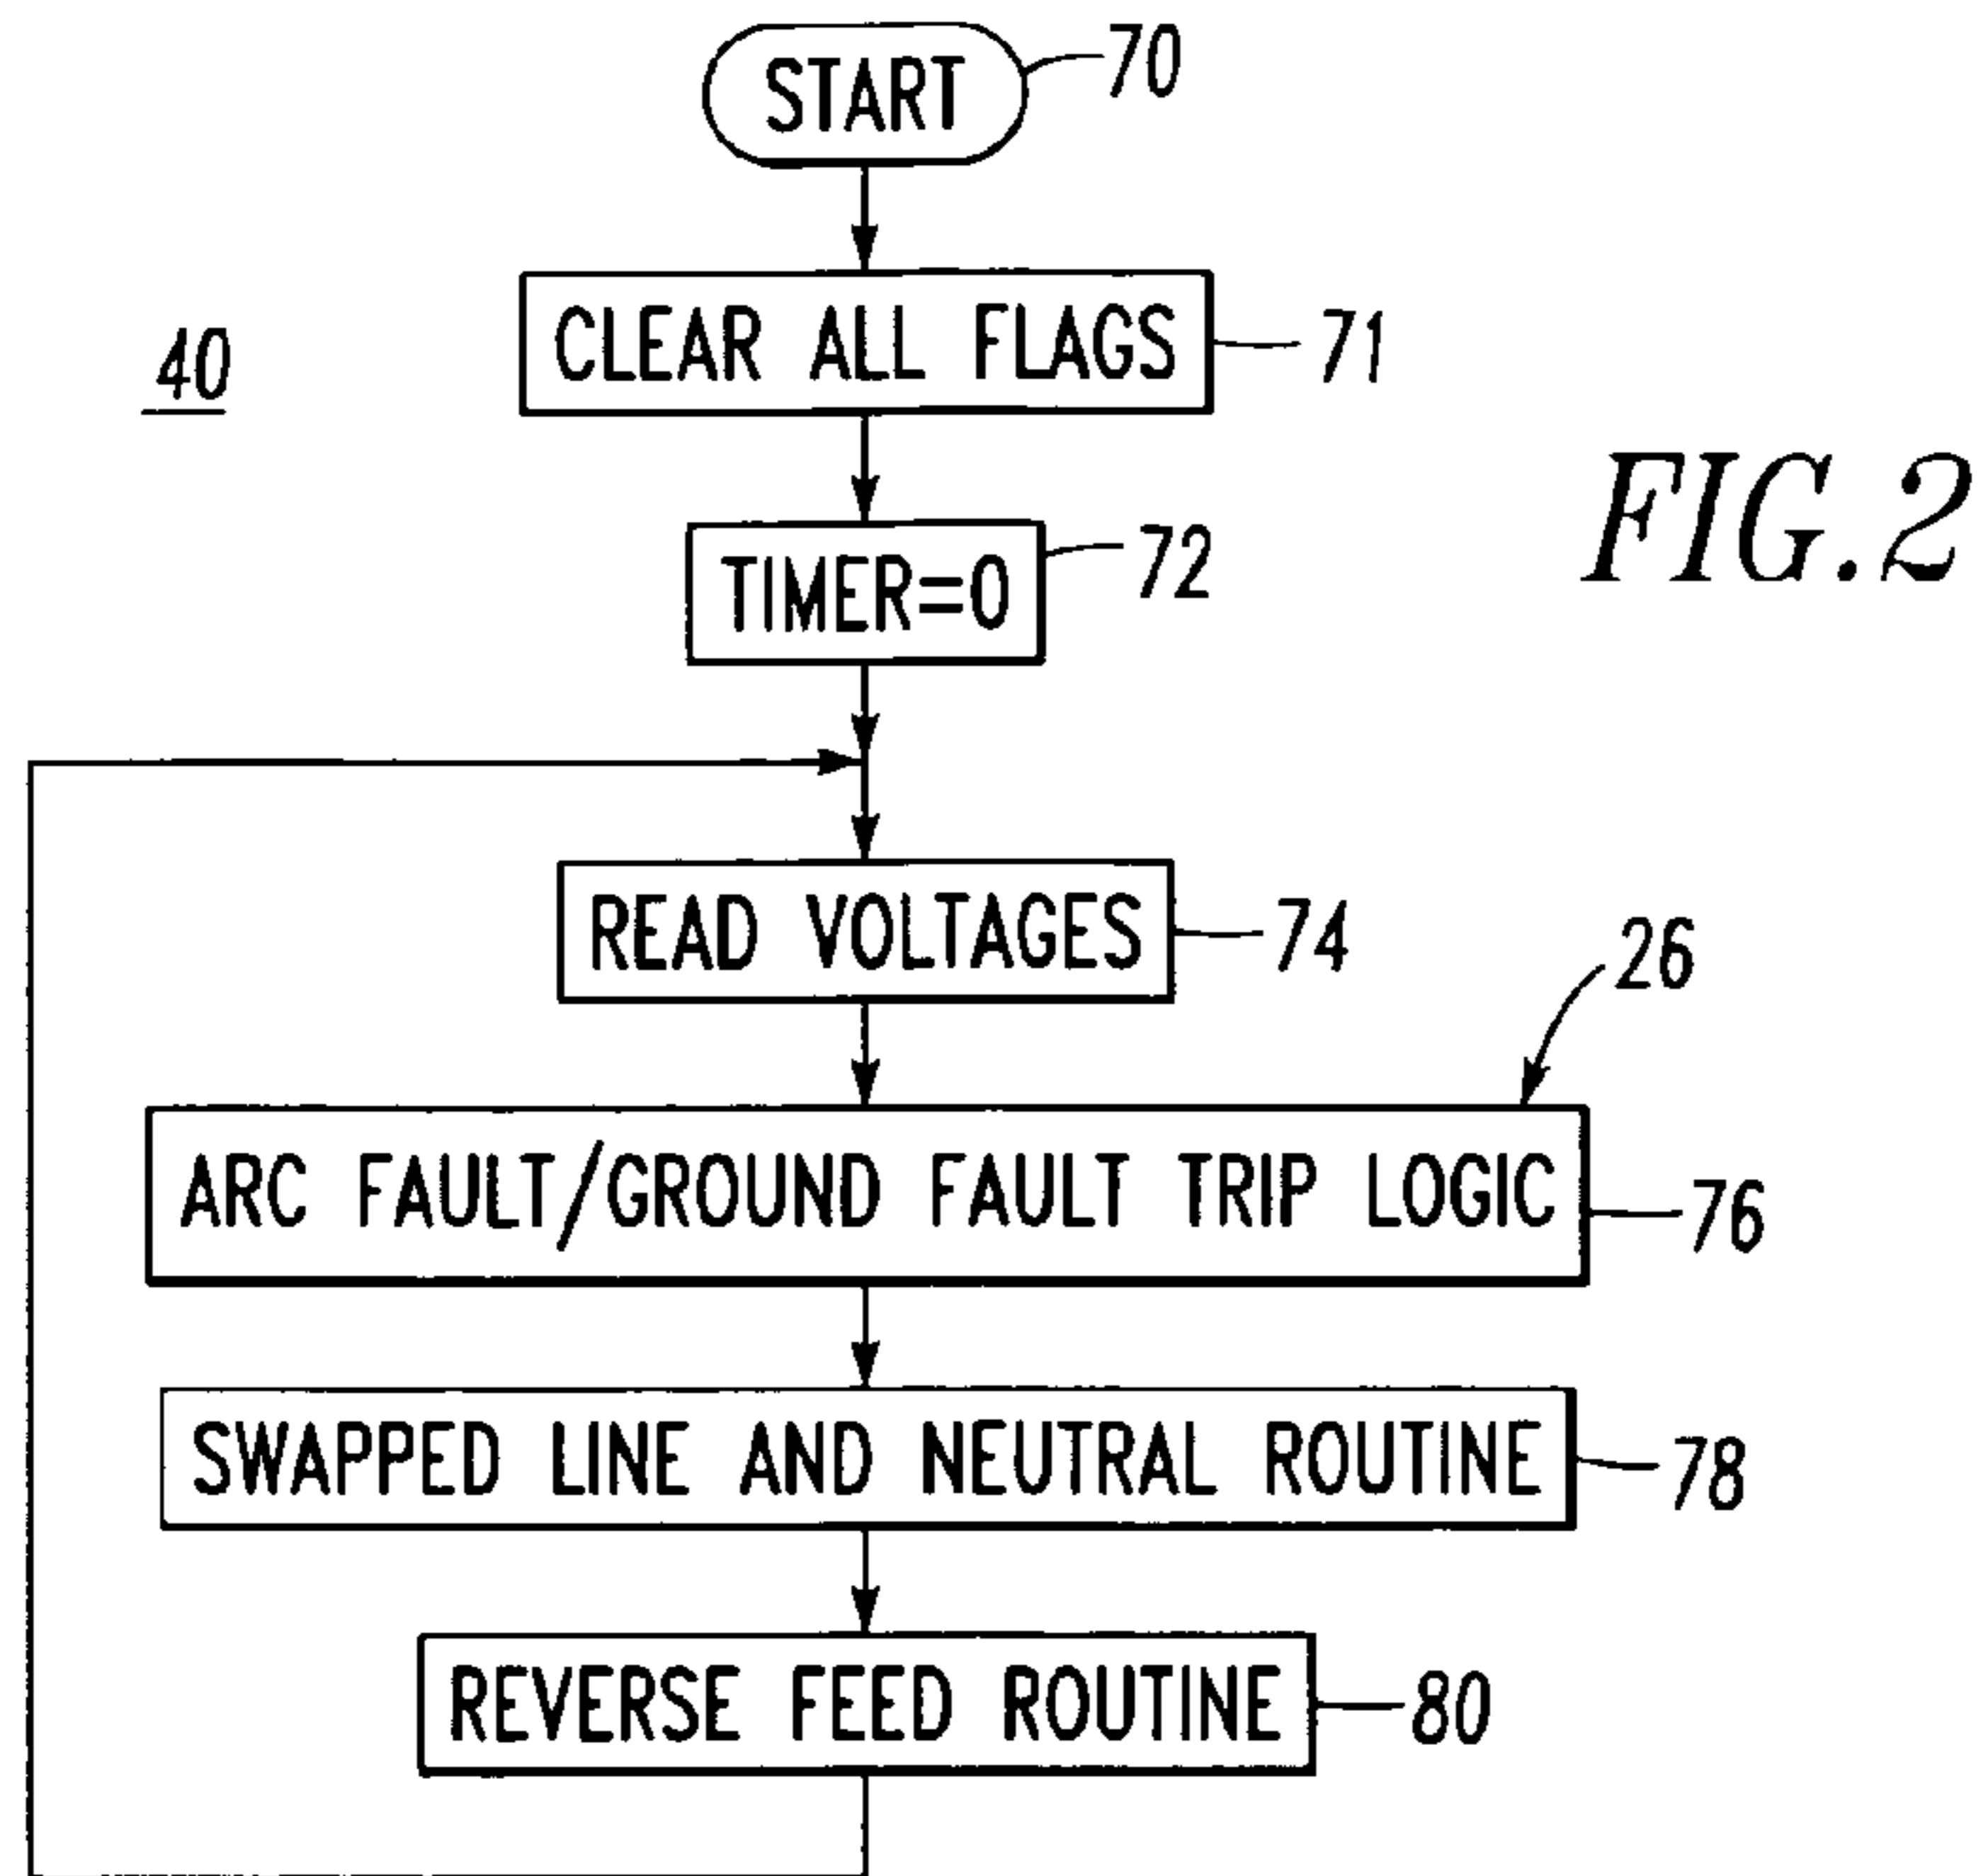 START
70
CLEAR ALL FLAGS
71
40
FIG.2
TIMER=0
72
READ VOLTAGES
74
26
ARC FAULT/GROUND FAULT TRIP LOGIC
76
SWAPPED LINE AND NEUTRAL ROUTINE
78
REVERSE FEED ROUTINE
80